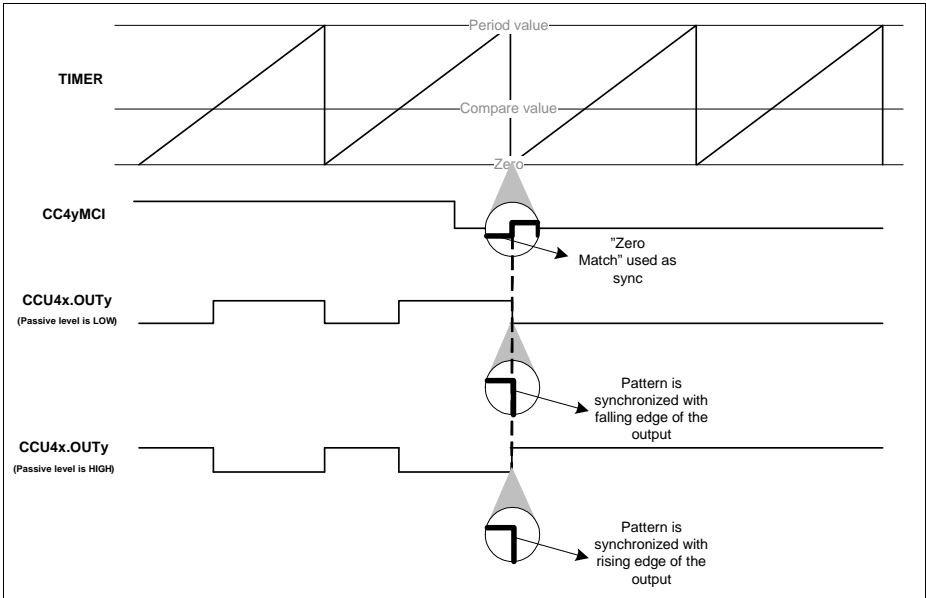 Period value
TIMER
Compare value
Zero
CC4yMCI
"Zero
Match" used as
sync
CCU4x.OUTy
(Passive level is LOW)
Pattern is
synchronized with
falling edge of the
output
CCU4x.OUTy
(Passive level is HIGH)
Pattern is
synchronized with
rising edge of the
output